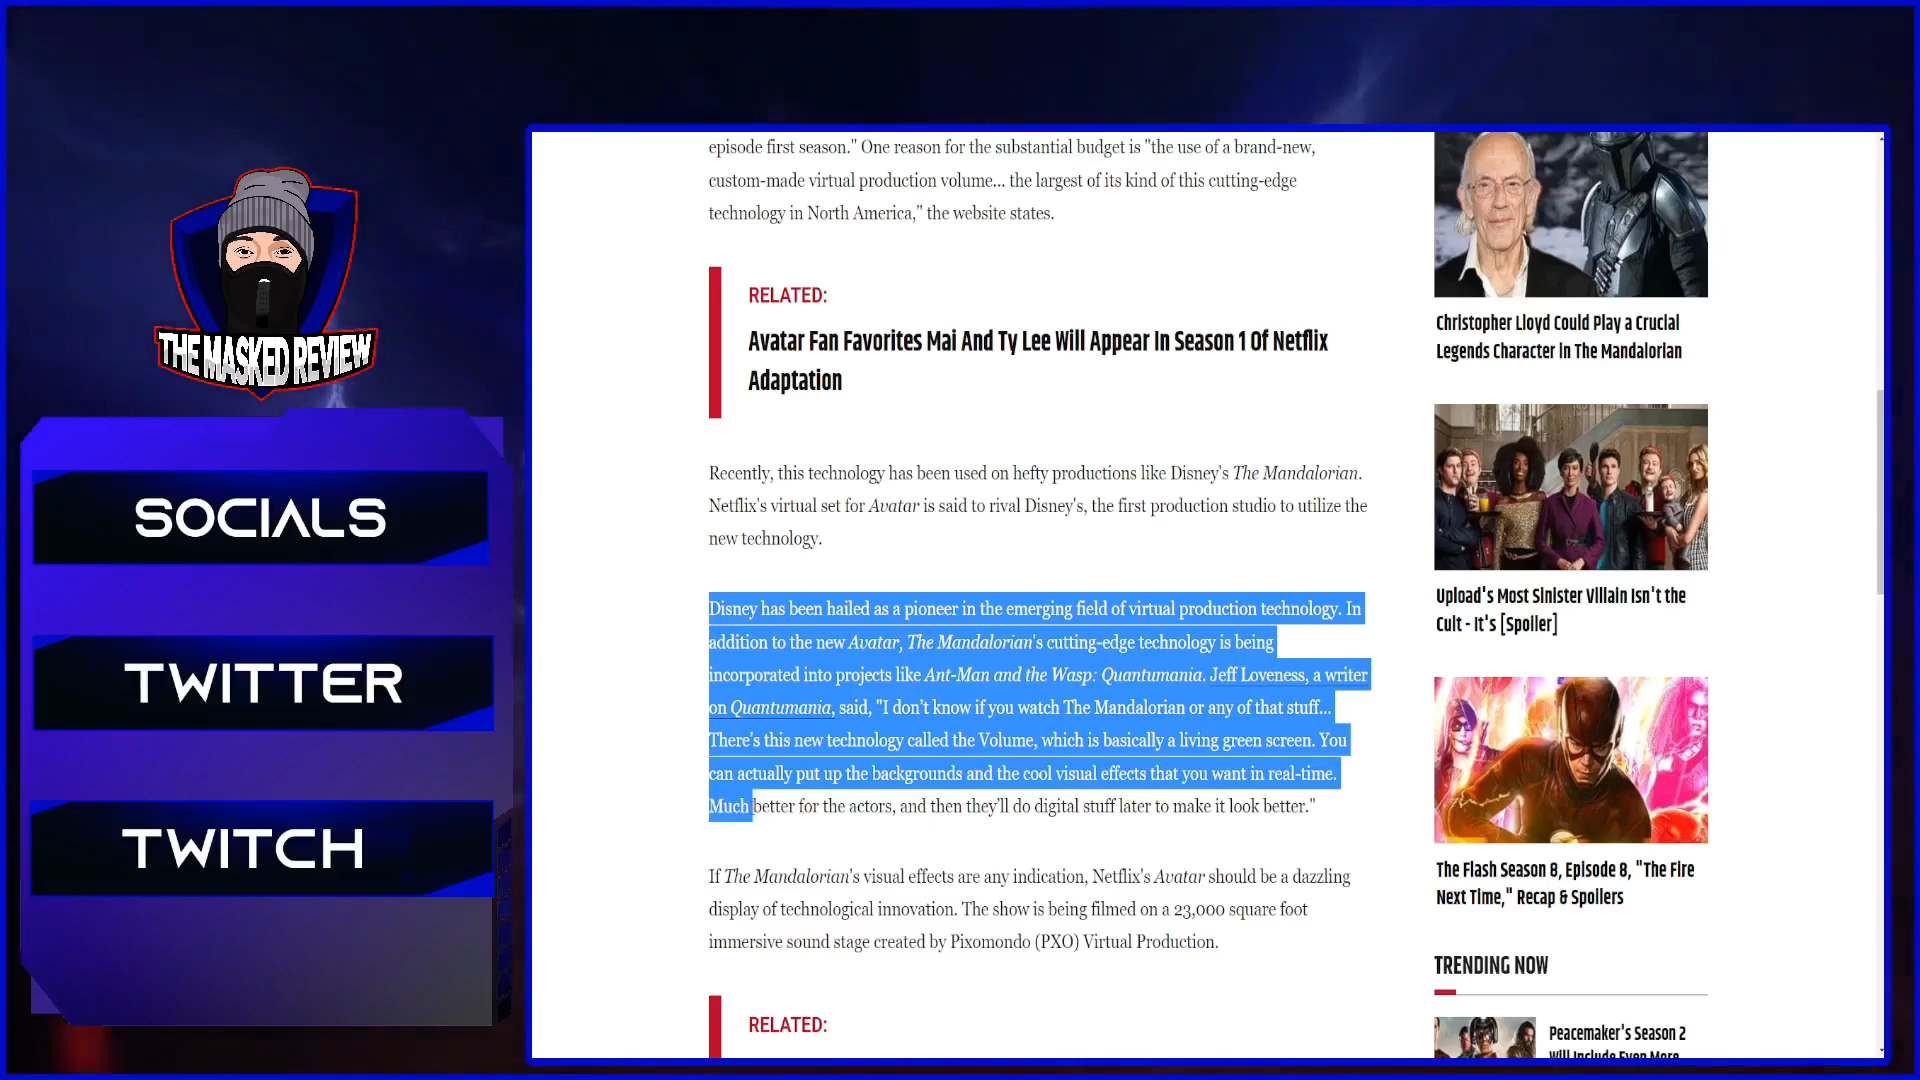 THE MASKED REVIEW
SOCIALS
TWITTER
TWITCH
episode first season." One reason for the substantial budget is "the use of a brand-new,
custom-made virtual production volume... the largest of its kind of this cutting-edge
technology in North America," the website states.
RELATED:
Avatar Fan Favorites Mai And Ty Lee Will Appear In Season 1 Of Netflix
Adaptation
Recently, this technology has been used on hefty productions like Disney's The Mandalorian.
Netflix's virtual set for Avatar is said to rival Disney's, the first production studio to utilize the
new technology.
Disney has been hailed as a pioneer in the emerging field of virtual production technology. In
addition to the new Avatar, The Mandalorian's cutting-edge technology is being
incorporated into projects like Ant-Man and the Wasp: Quantumania. Jeff Loveness, a writer
on Quantumania, said, "I don't know if you watch The Mandalorian or any of that stuff...
There's this new technology called the Volume, which is basically a living green screen. You
can actually put up the backgrounds and the cool visual effects that you want in real-time.
Much better for the actors, and then they'll do digital stuff later to make it look better."
If The Mandalorian's visual effects are any indication, Netflix's Avatar should be a dazzling
display of technological innovation. The show is being filmed on a 23,000 square foot
immersive sound stage created by Pixomondo (PXO) Virtual Production.
RELATED:
Christopher Lloyd Could Play a Crucial
Legends Character in The Mandalorian
Upload's Most Sinister Villain Isn't the
Cult - It's [Spoiler]
The Flash Season 8, Episode 8, "The Fire
Next Time," Recap & Spoilers
TRENDING NOW
Peacemaker's Season 2
Will Include Even More